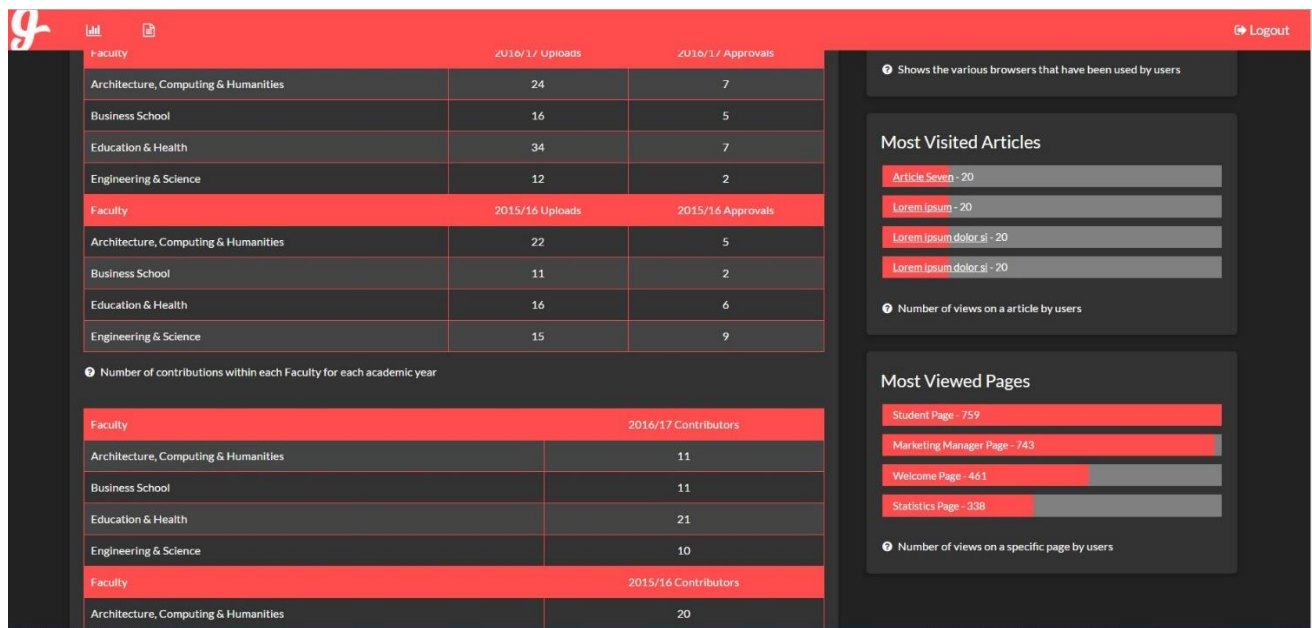 Logout
Faculty 2016/17 Uploads 2016/17 Approvals
Architecture, Computing & Humanities 24 7
Business School 16 5
Education & Health 34 7
Engineering & Science 12 2
Faculty 2015/16 Uploads 2015/16 Approvals
Architecture, Computing & Humanities 22 5
Business School 11 2
Education & Health 16 6
Engineering & Science 15 9
Number of contributions within each Faculty for each academic year
Faculty 2016/17 Contributors
Architecture, Computing & Humanities 11
Business School 11
Education & Health 21
Engineering & Science 10
Faculty 2015/16 Contributors
Architecture, Computing & Humanities 20
Shows the various browsers that have been used by users
Most Visited Articles
Article Seven - 20
Lorem ipsum - 20
Lorem ipsum dolor si - 20
Lorem ipsum dolor si - 20
Number of views on a article by users
Most Viewed Pages
Student Page - 759
Marketing Manager Page - 743
Welcome Page - 461
Statistics Page - 338
Number of views on a specific page by users